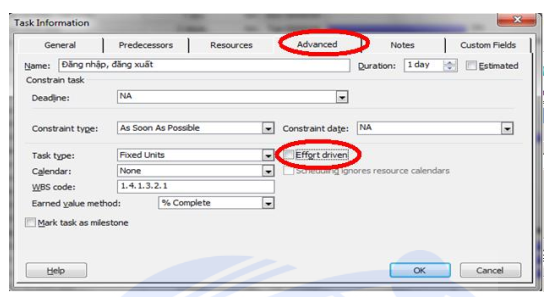 Task Information
General Predecessors Resources Advanced Notes Custom Fields
Name: Đăng nhập, đăng xuất Duration: 1 day Estimated
Constrain task
Deadline: NA
Constraint type: As Soon As Possible Constraint date: NA
Task type: Fixed Units Effort driven
Calendar: None Scheduling ignores resource calendars
WBS code: 1.4.1.3.2.1
Earned value method: % Complete
Mark task as milestone
Help OK Cancel